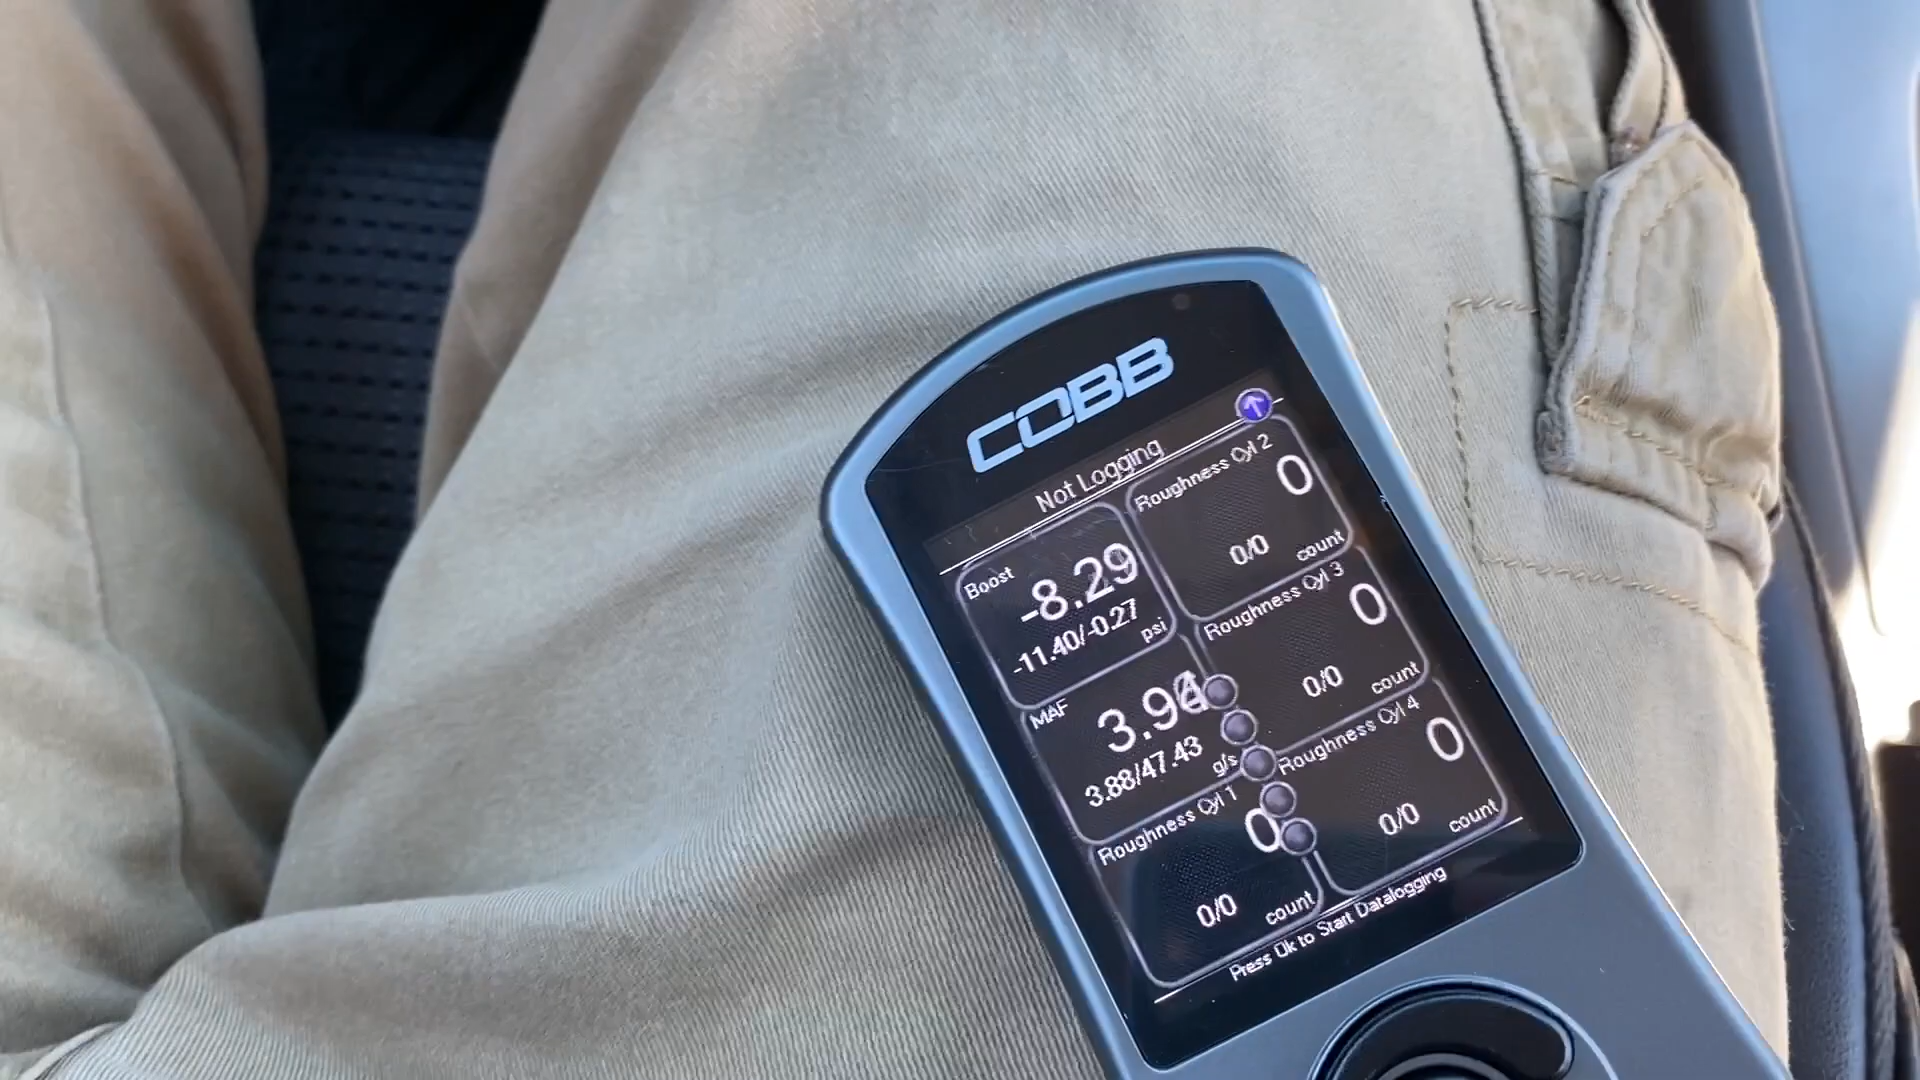 COBB
Not Logging
Boost
-8.29
-11.40/-0.27
psi
MAF
3.88/47.43
g/s
Roughness Cyl 1
0
0/0
count
Roughness Cyl 2
0
0/0
count
Roughness Cyl 3
0
0/0
count
Roughness Cyl 4
0
0/0
count
Press Ok to Start Datalogging